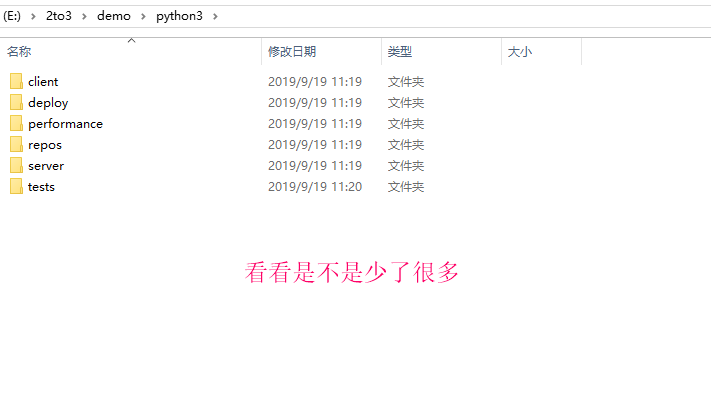 (E:) > 2to3 > demo > python3 >
名称 修改日期 类型 大小
client 2019/9/19 11:19 文件夹
deploy 2019/9/19 11:19 文件夹
performance 2019/9/19 11:19 文件夹
repos 2019/9/19 11:19 文件夹
server 2019/9/19 11:19 文件夹
tests 2019/9/19 11:20 文件夹
看看是不是少了很多